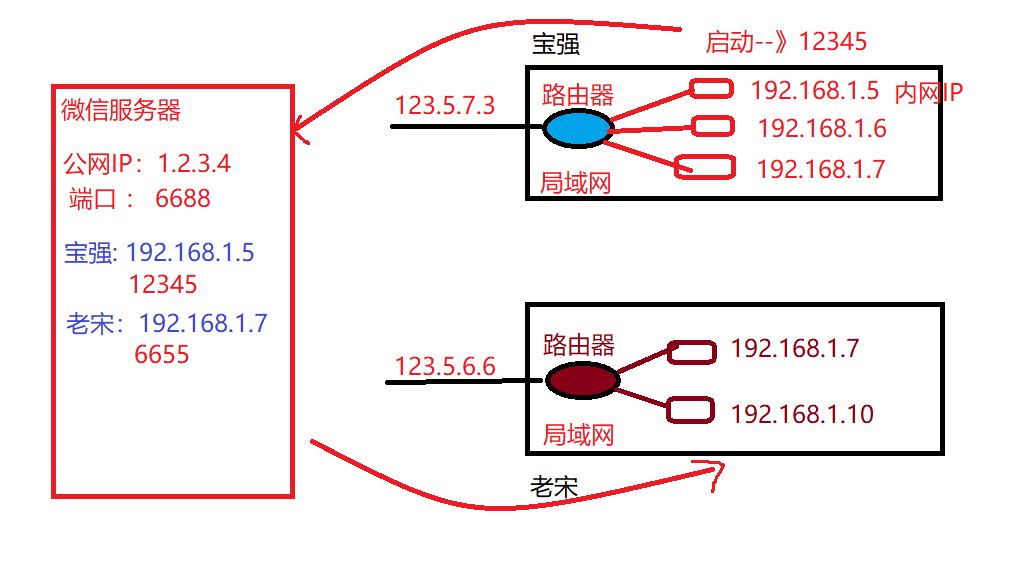 微信服务器
公网IP：1.2.3.4
端口 ： 6688
宝强: 192.168.1.5
12345
老宋：192.168.1.7
6655
宝强
启动--》12345
123.5.7.3
路由器
192.168.1.5 内网IP
192.168.1.6
192.168.1.7
局域网
123.5.6.6
路由器
192.168.1.7
192.168.1.10
局域网
老宋